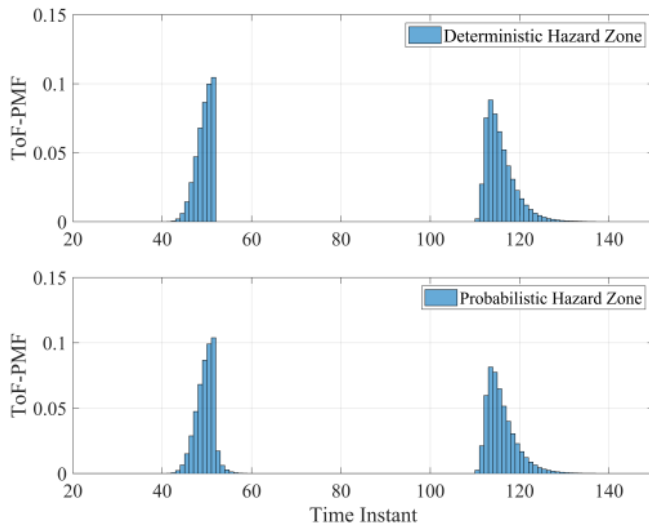 0.15
Deterministic Hazard Zone
0.1
ToF-PMF
0.05
0
20 40 60 80 100 120 140
0.15
Probabilistic Hazard Zone
0.1
ToF-PMF
0.05
0
20 40 60 80 100 120 140
Time Instant